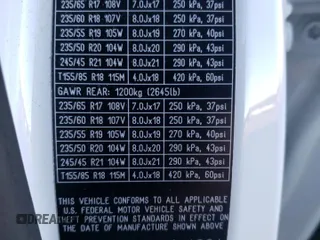 235/65 R17 108V 7.0Jx17 250 kPa, 37psi
235/60 R18 107V 7.0Jx18 250 kPa, 37psi
235/55 R19 105W 8.0Jx19 270 kPa, 40psi
235/50 R20 104W 8.0Jx20 290 kPa, 43psi
245/45 R21 104W 8.0Jx21 290 kPa, 43psi
T155/85 R18 115M 4.0Jx18 420 kPa, 60psi
GAWR REAR: 1200kg (2645lb)
235/65 R17 108V 7.0Jx17 250 kPa, 37psi
235/60 R18 107V 7.0Jx18 250 kPa, 37psi
235/55 R19 105W 8.0Jx19 270 kPa, 40psi
235/50 R20 104W 8.0Jx20 290 kPa, 43psi
245/45 R21 104W 8.0Jx21 290 kPa, 43psi
T155/85 R18 115M 4.0Jx18 420 kPa, 60psi
THIS VEHICLE CONFORMS TO ALL APPLICABLE
U.S. FEDERAL MOTOR VEHICLE SAFETY AND
THEFT PREVENTION STANDARDS IN EFFECT ON
THE DATE OF MANUFACTURE SHOWN ABOVE.